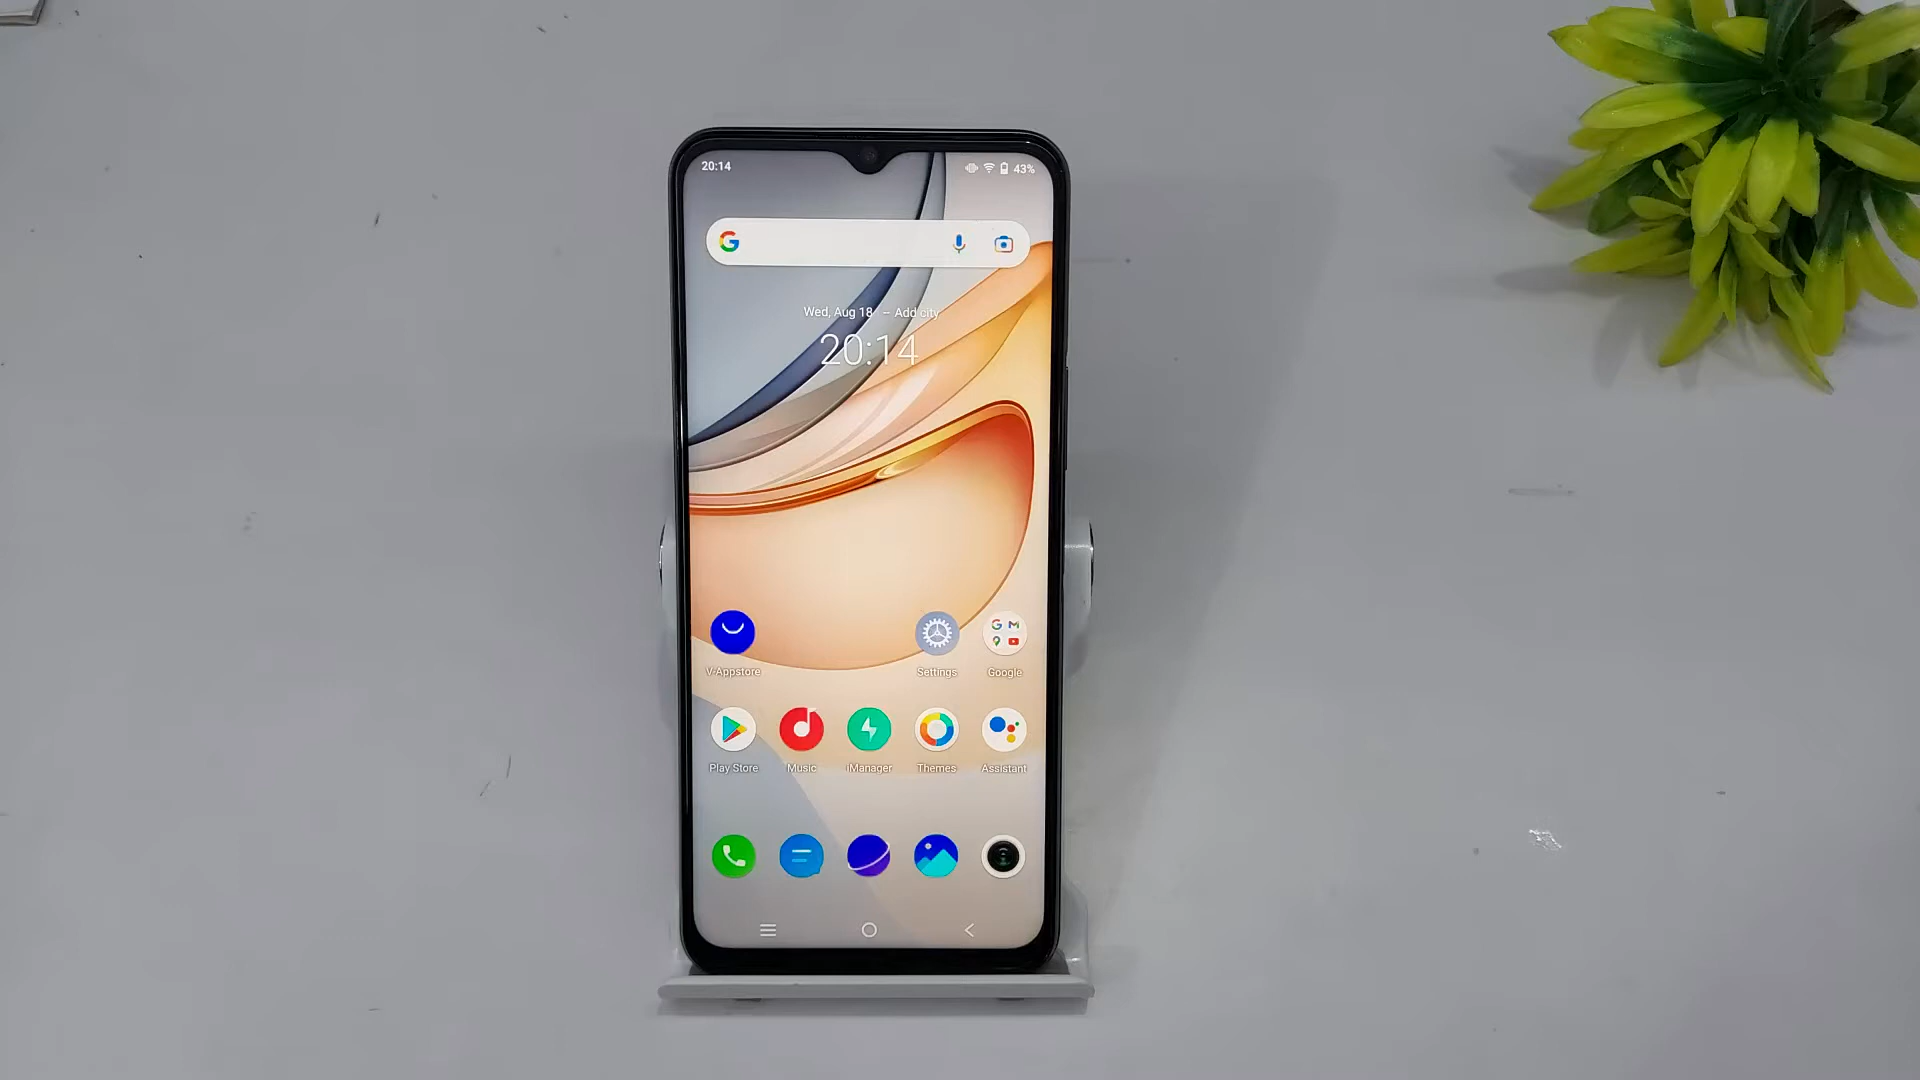 20:14 43%
Wed, Aug 18 – Add city
20:14
V-Appstore Settings Google
Play Store Music iManager Themes Assistant